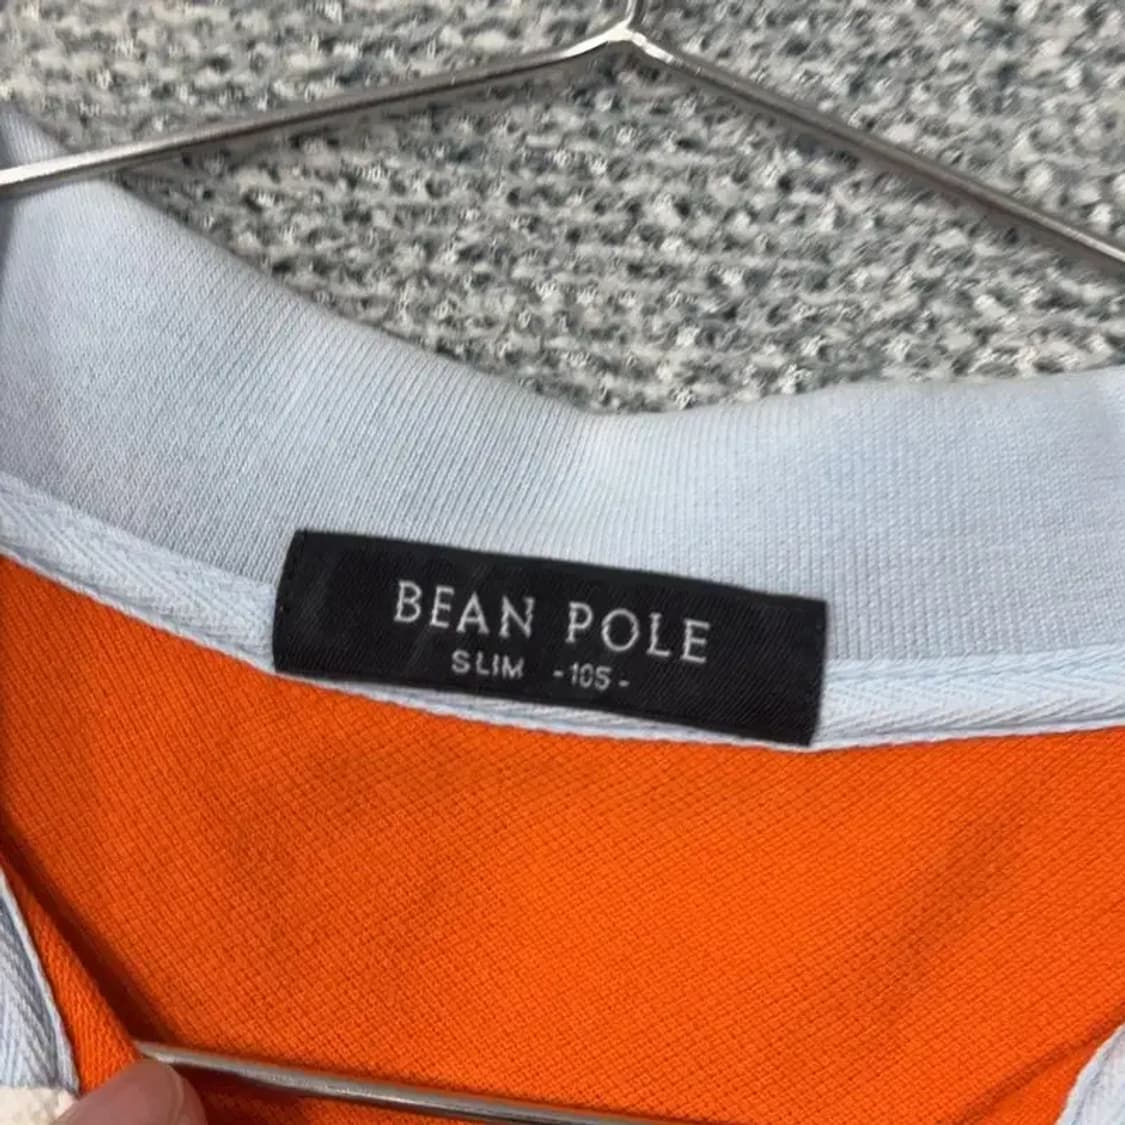 BEAN POLE
SLIM -105-